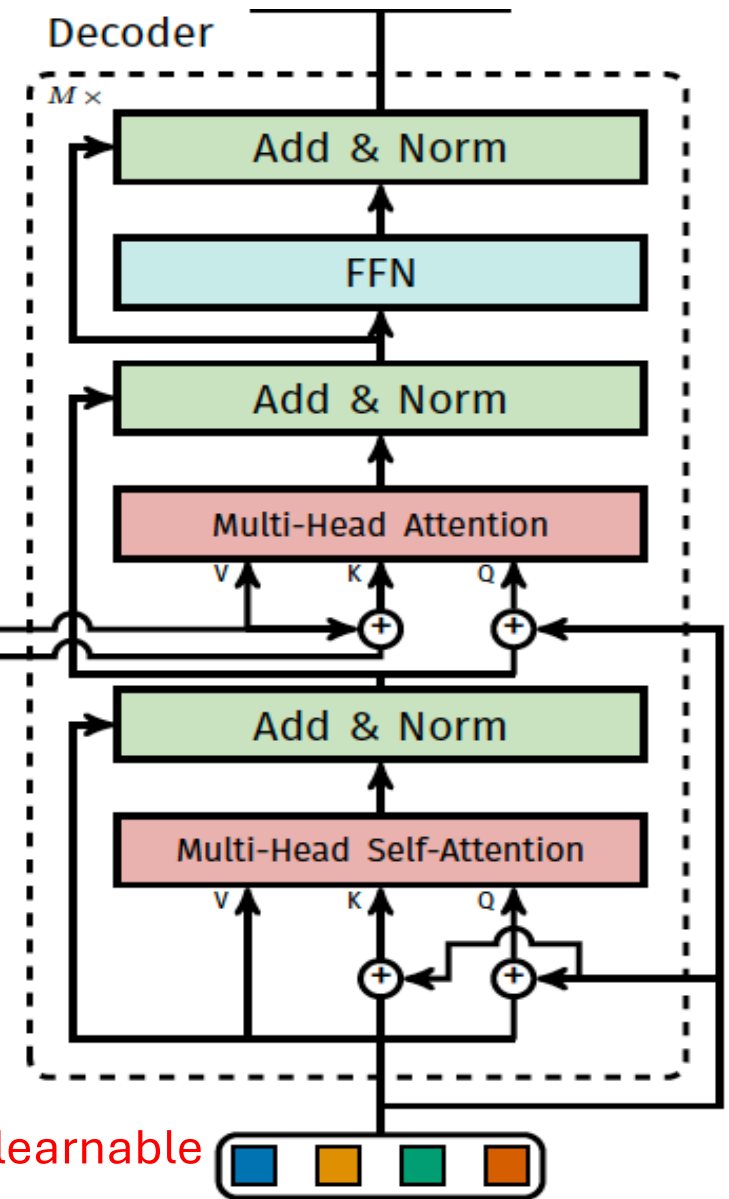 Decoder
M ×
Add & Norm
FFN
Add & Norm
Multi-Head Attention
V K Q
+ +
Add & Norm
Multi-Head Self-Attention
V K Q
+ +
learnable